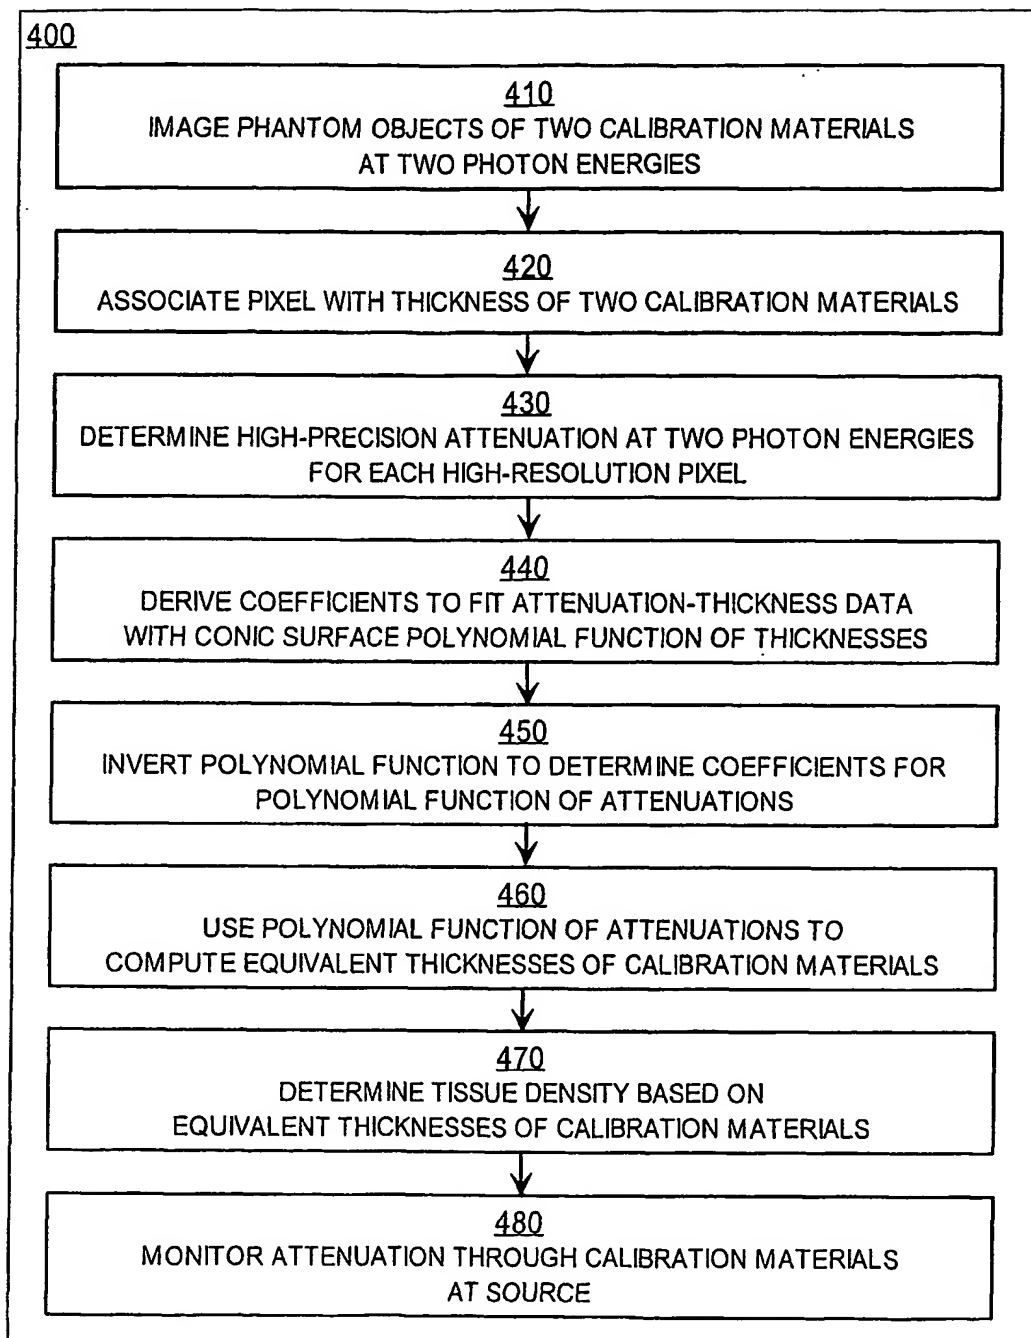 400
410
IMAGE PHANTOM OBJECTS OF TWO CALIBRATION MATERIALS
AT TWO PHOTON ENERGIES
420
ASSOCIATE PIXEL WITH THICKNESS OF TWO CALIBRATION MATERIALS
430
DETERMINE HIGH-PRECISION ATTENUATION AT TWO PHOTON ENERGIES
FOR EACH HIGH-RESOLUTION PIXEL
440
DERIVE COEFFICIENTS TO FIT ATTENUATION-THICKNESS DATA
WITH CONIC SURFACE POLYNOMIAL FUNCTION OF THICKNESSES
450
INVERT POLYNOMIAL FUNCTION TO DETERMINE COEFFICIENTS FOR
POLYNOMIAL FUNCTION OF ATTENUATIONS
460
USE POLYNOMIAL FUNCTION OF ATTENUATIONS TO
COMPUTE EQUIVALENT THICKNESSES OF CALIBRATION MATERIALS
470
DETERMINE TISSUE DENSITY BASED ON
EQUIVALENT THICKNESSES OF CALIBRATION MATERIALS
480
MONITOR ATTENUATION THROUGH CALIBRATION MATERIALS
AT SOURCE